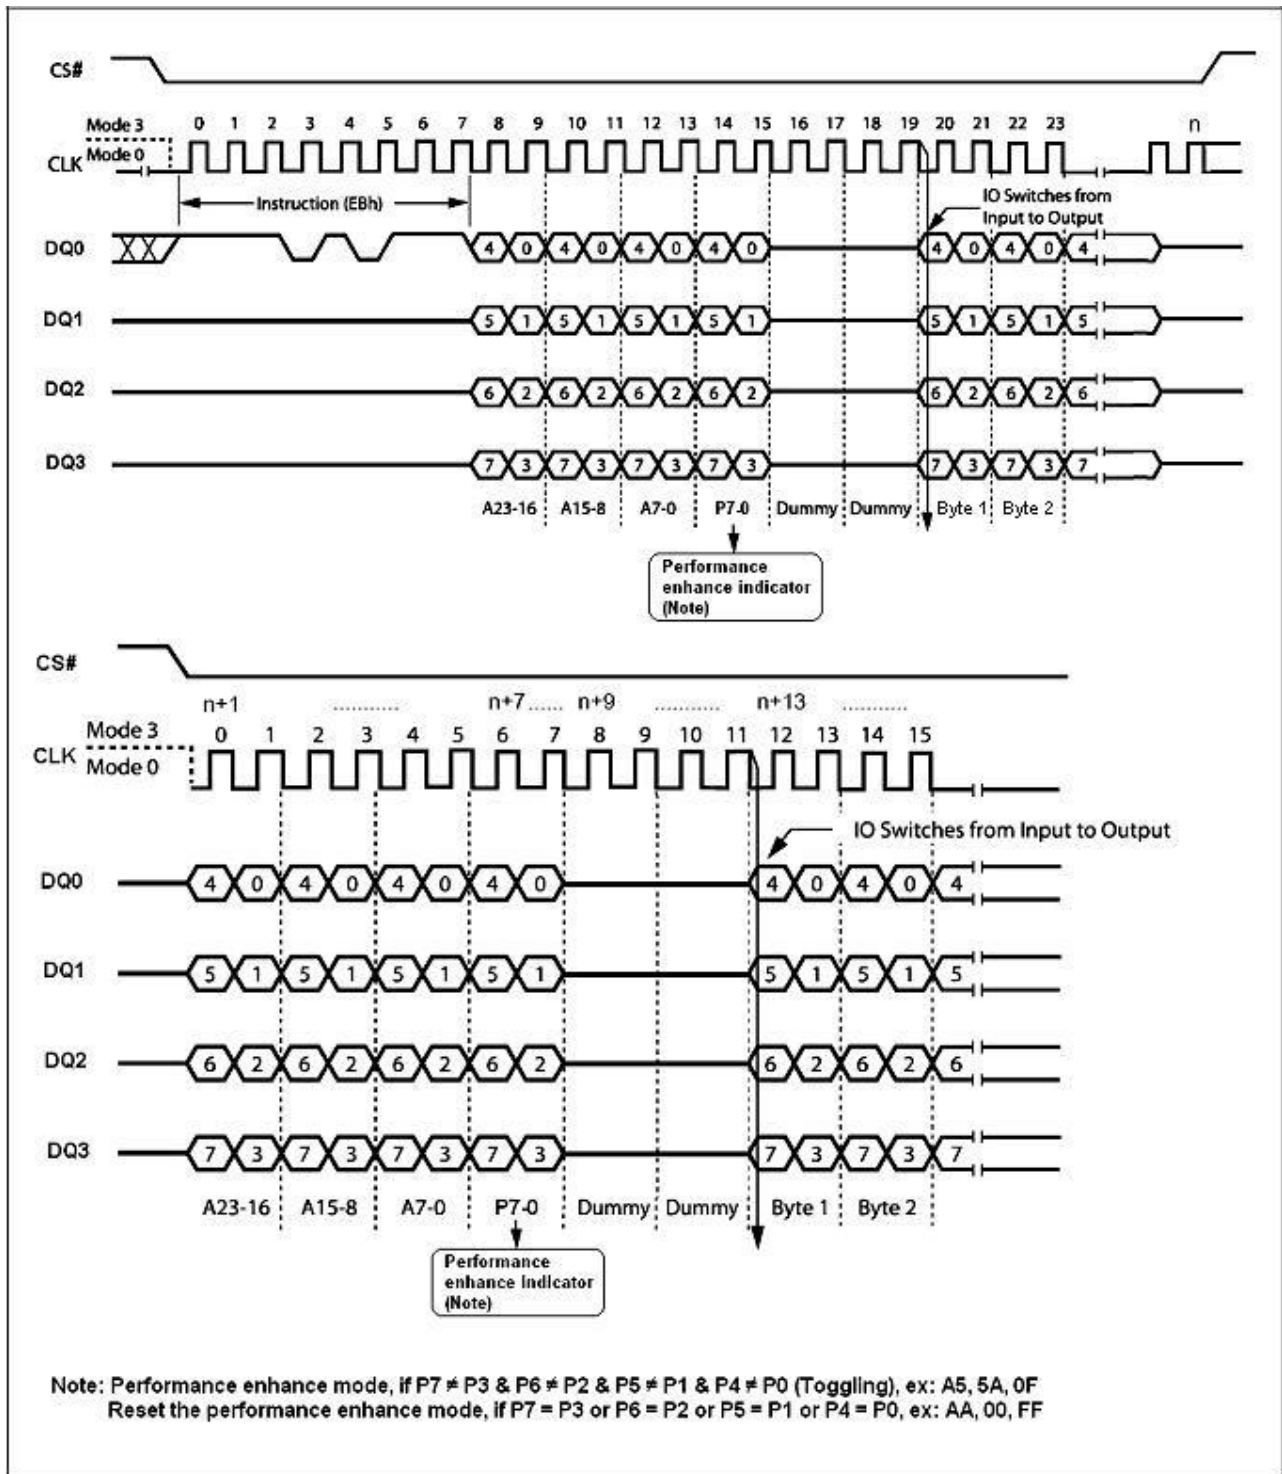 CS#
Mode 3
0 1 2 3 4 5 6 7 8 9 10 11 12 13 14 15 16 17 18 19 20 21 22 23 n
CLK Mode 0
Instruction (EBh)
IO Switches from
Input to Output
DQ0 4 0 4 0 4 0 4 0 4 0 4 0 4
DQ1 5 1 5 1 5 1 5 1 5 1 5 1 5
DQ2 6 2 6 2 6 2 6 2 6 2 6 2 6
DQ3 7 3 7 3 7 3 7 3 7 3 7 3 7
A23-16 A15-8 A7-0 P7-0 Dummy Dummy Byte 1 Byte 2
Performance
enhance indicator
(Note)
CS#
n+1 ............ n+7 ...... n+9 ............ n+13 ............
Mode 3 0 1 2 3 4 5 6 7 8 9 10 11 12 13 14 15
CLK
Mode 0
IO Switches from Input to Output
DQ0 4 0 4 0 4 0 4 0 4 0 4 0 4
DQ1 5 1 5 1 5 1 5 1 5 1 5 1 5
DQ2 6 2 6 2 6 2 6 2 6 2 6 2 6
DQ3 7 3 7 3 7 3 7 3 7 3 7 3 7
A23-16 A15-8 A7-0 P7-0 Dummy Dummy Byte 1 Byte 2
Performance
enhance indicator
(Note)
Note: Performance enhance mode, if P7 ≠ P3 & P6 ≠ P2 & P5 ≠ P1 & P4 ≠ P0 (Toggling), ex: A5, 5A, 0F
Reset the performance enhance mode, if P7 = P3 or P6 = P2 or P5 = P1 or P4 = P0, ex: AA, 00, FF